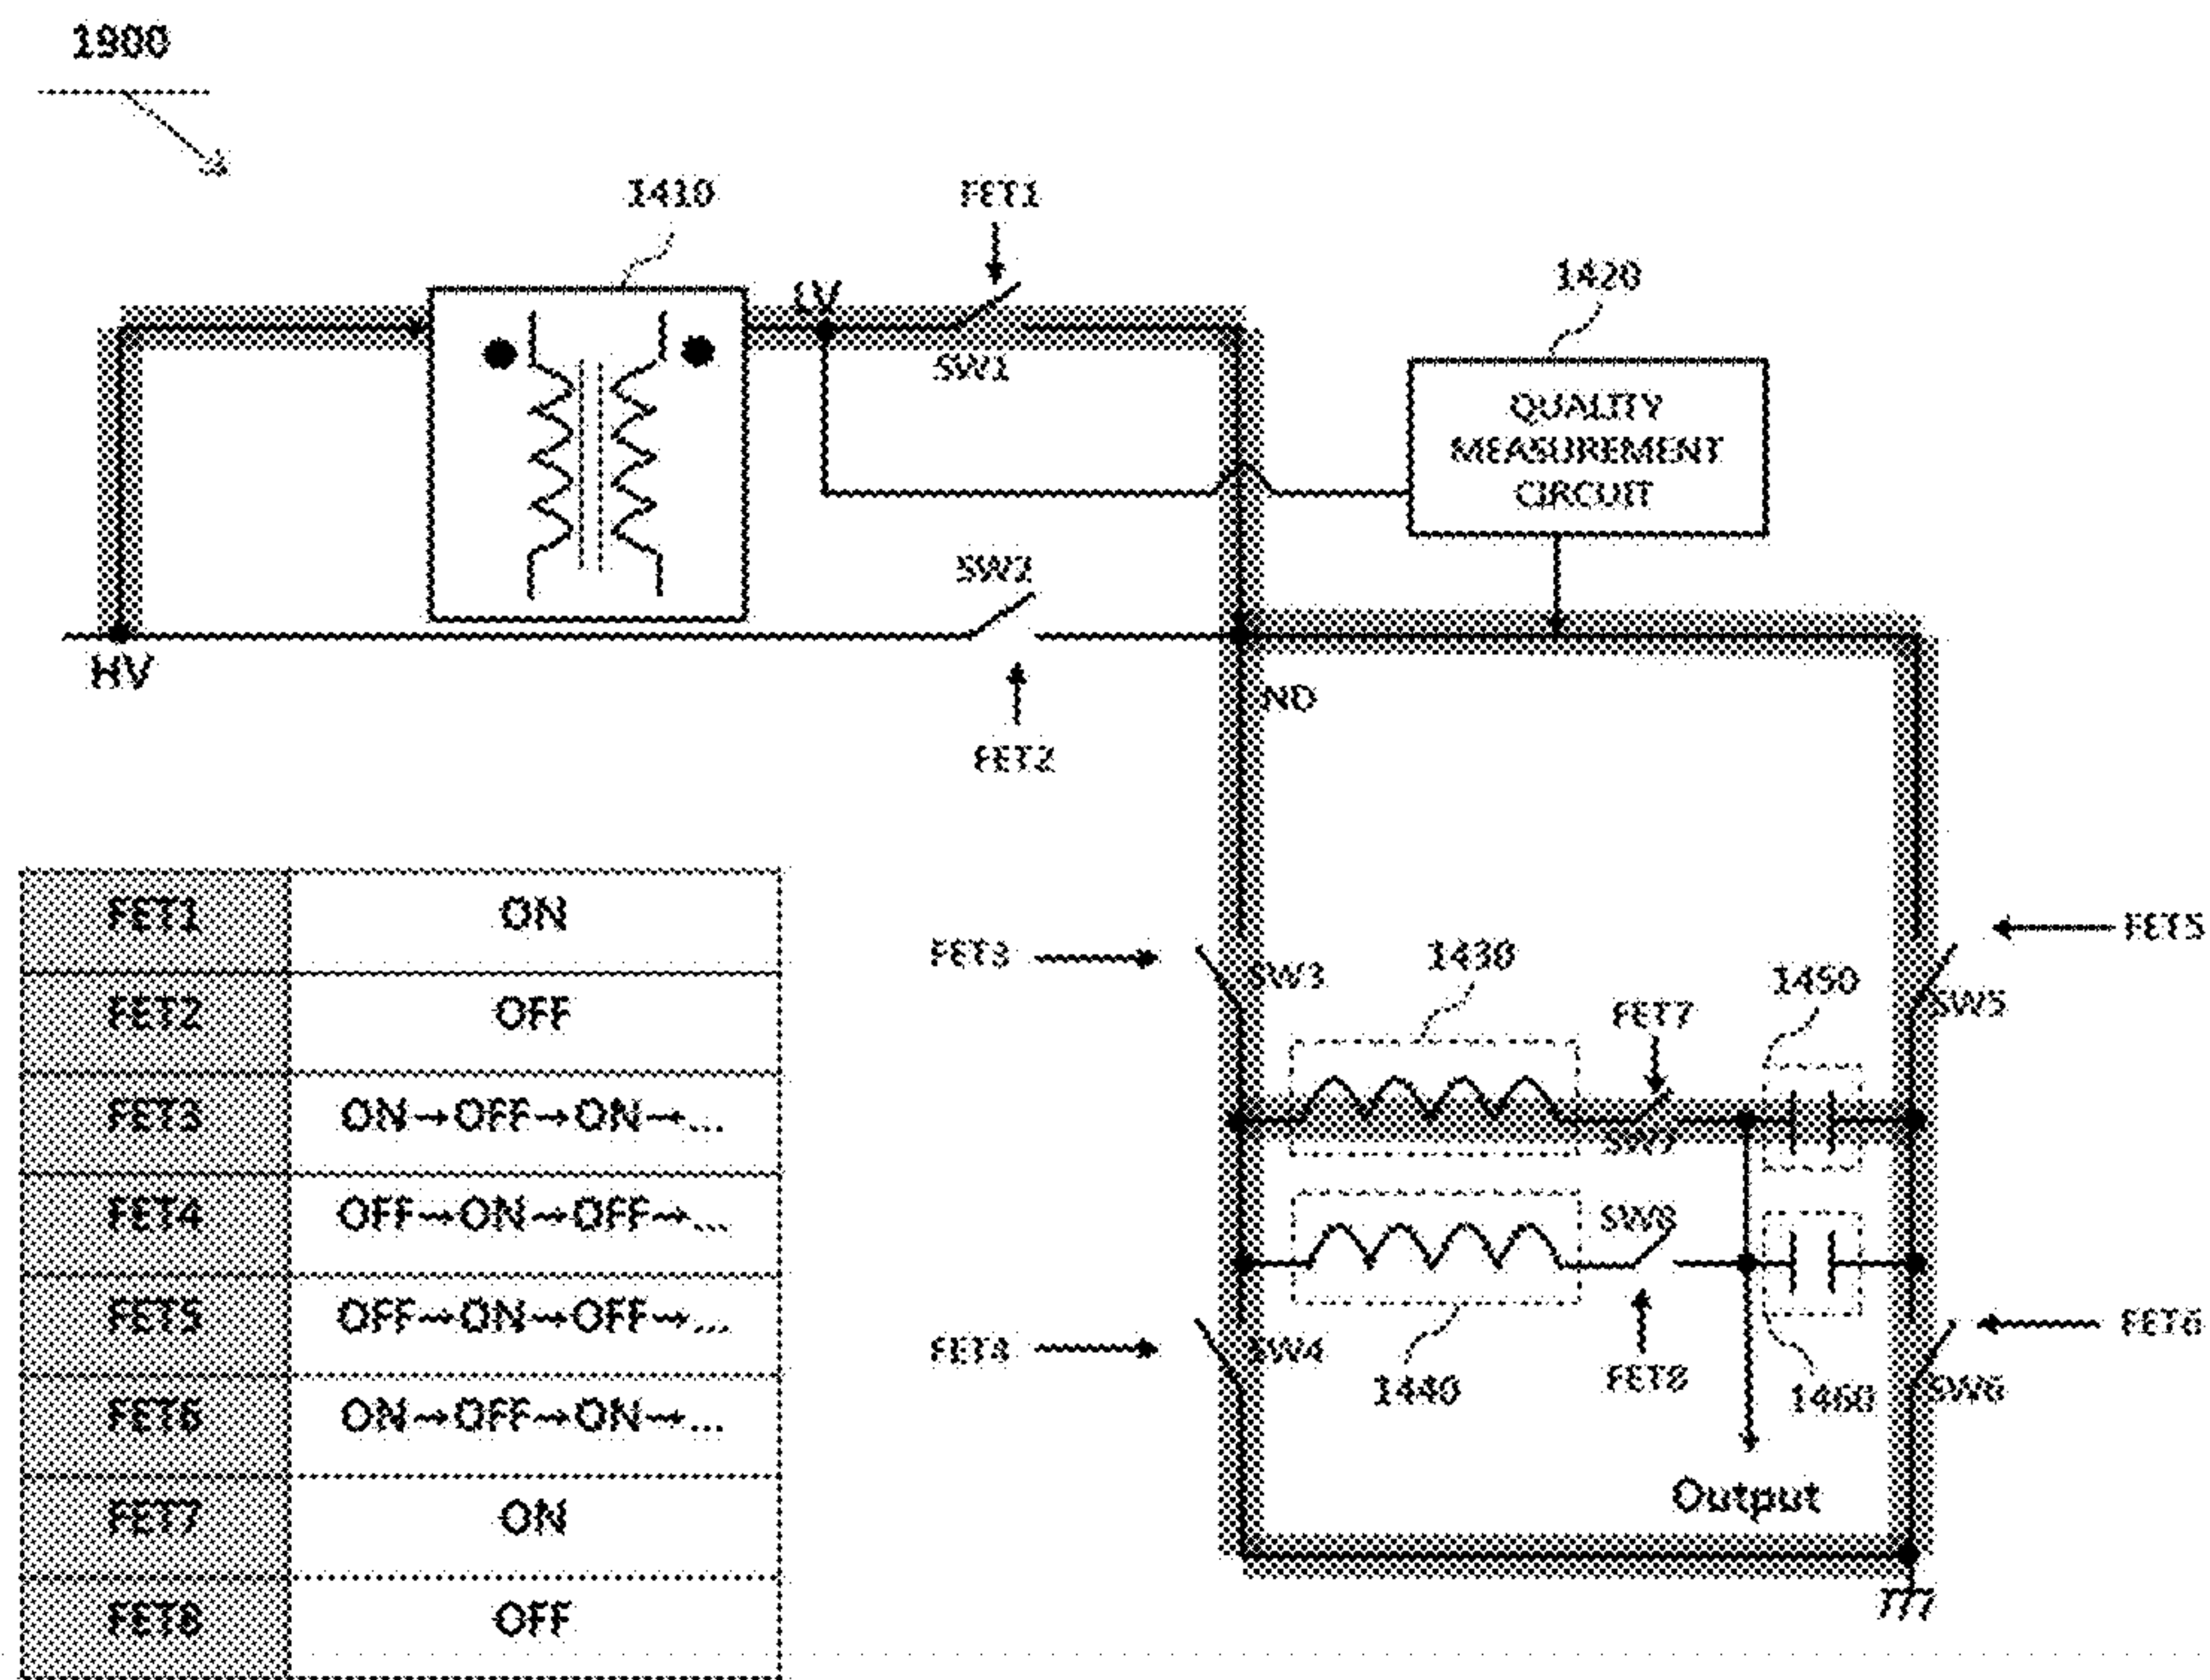 1900
1410
FET1
1420
LV
SW1
QUALITY
MEASUREMENT
CIRCUIT
SW2
HV
ND
FET2
FET1 ON
FET2 OFF
FET3 ON→OFF→ON→...
FET4 OFF→ON→OFF→...
FET5 OFF→ON→OFF→...
FET6 ON→OFF→ON→...
FET7 ON
FET8 OFF
FET3
SW3
1430
FET7
1450
FET5
SW5
SW7
SW8
FET4
SW4
1440
FET8
1460
FET6
SW6
Output